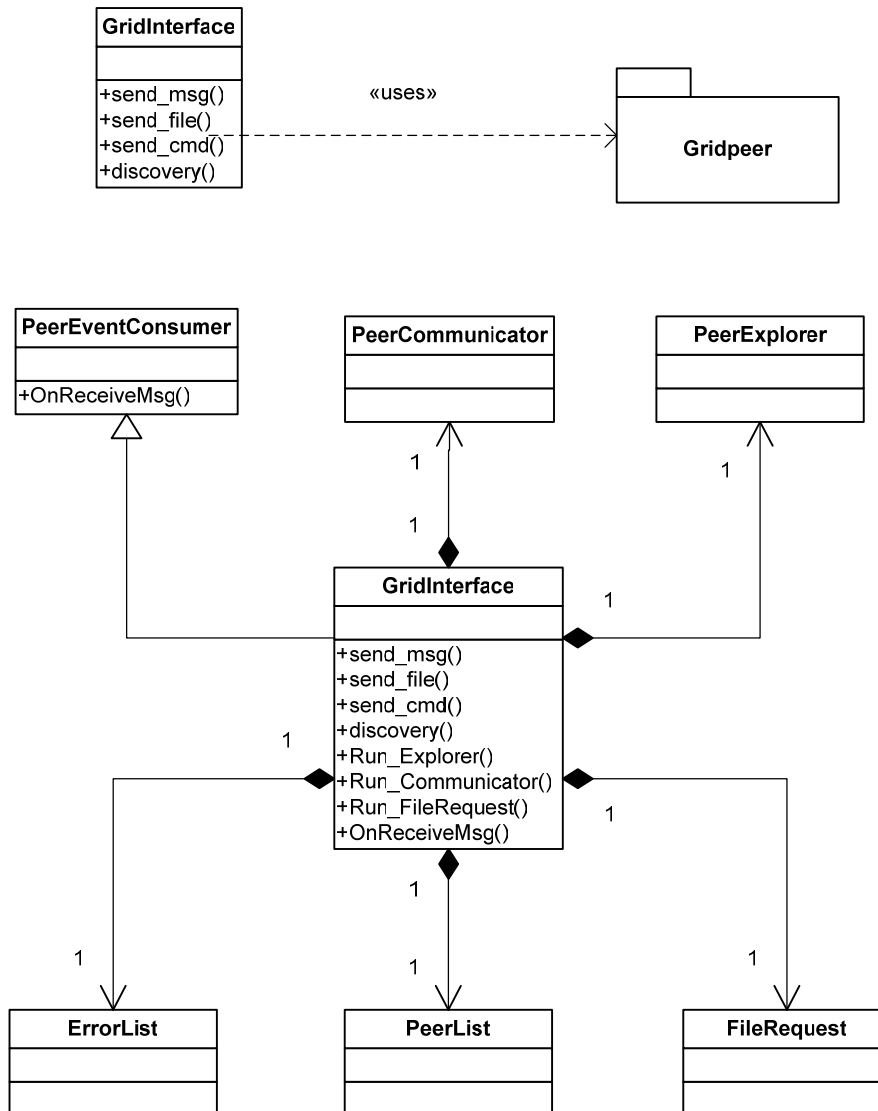 GridInterface
+send_msg()
+send_file()
+send_cmd()
+discovery()
«uses»
Gridpeer
PeerEventConsumer
+OnReceiveMsg()
PeerCommunicator
PeerExplorer
1
1
1
GridInterface
1
+send_msg()
+send_file()
+send_cmd()
+discovery()
+Run_Explorer()
+Run_Communicator()
+Run_FileRequest()
+OnReceiveMsg()
1
1
1
1
1
1
ErrorList
PeerList
FileRequest